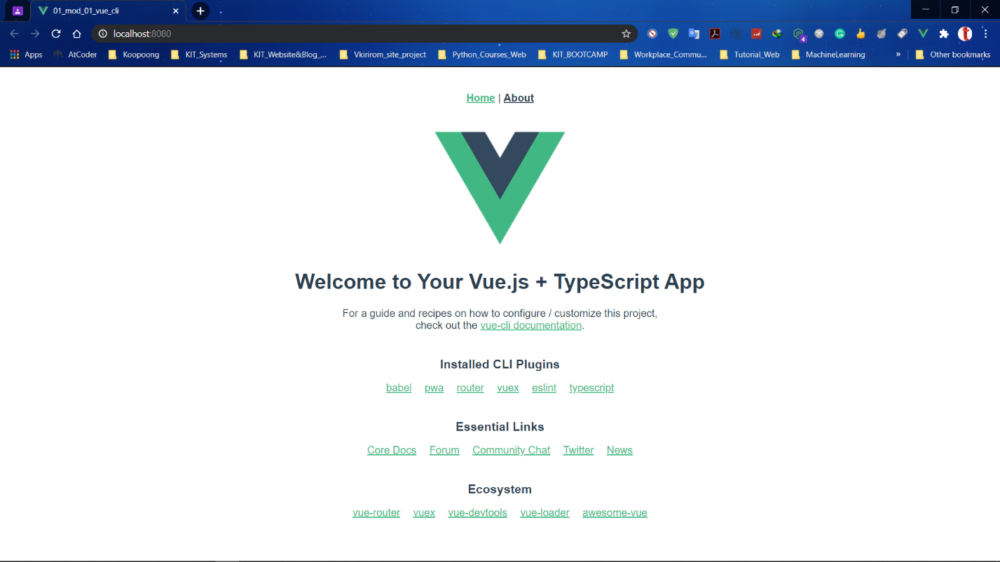 01_mod_01_vue_cli
localhost:8080
4
Apps AtCoder Koopoong KIT_Systems KIT_Website&Blog_... Vkirirom_site_project Python_Courses_Web KIT_BOOTCAMP Workplace_Commu... Tutorial_Web MachineLearning » Other bookmarks
Home | About
Welcome to Your Vue.js + TypeScript App
For a guide and recipes on how to configure / customize this project,
check out the vue-cli documentation.
Installed CLI Plugins
babel pwa router vuex eslint typescript
Essential Links
Core Docs Forum Community Chat Twitter News
Ecosystem
vue-router vuex vue-devtools vue-loader awesome-vue